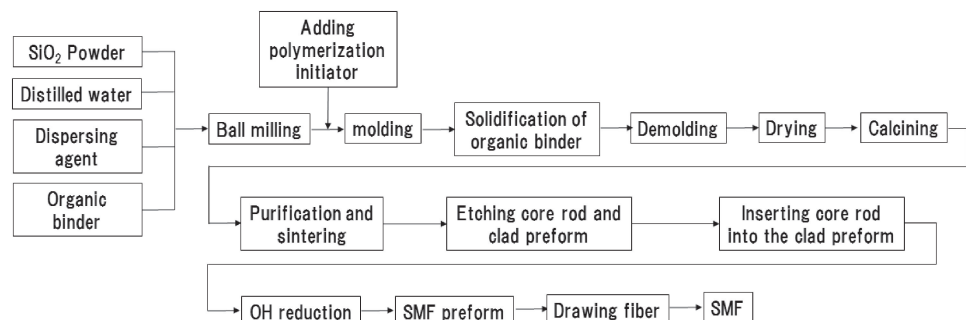 SiO₂ Powder
Distilled water
Dispersing
agent
Organic
binder
Adding
polymerization
initiator
Ball milling
molding
Solidification of
organic binder
Demolding
Drying
Calcining
Purification and
sintering
Etching core rod and
clad preform
Inserting core rod
into the clad preform
OH reduction
SMF preform
Drawing fiber
SMF